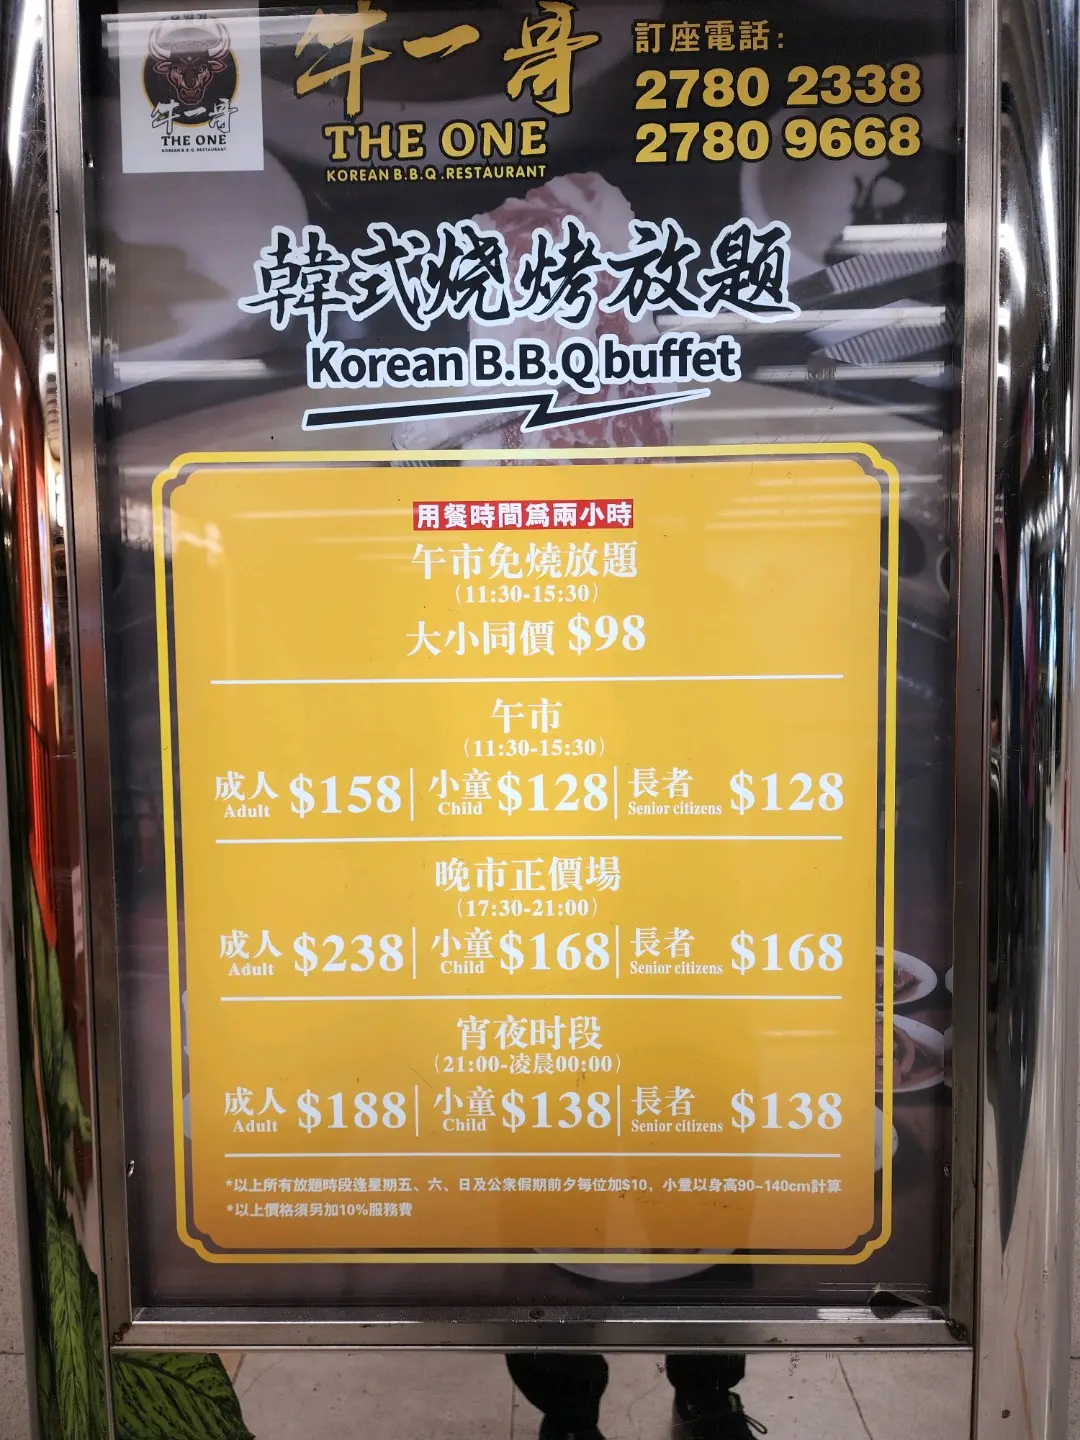 牛一哥
THE ONE
KOREAN B.B.Q.RESTAURANT
牛一哥
THE ONE
KOREAN B.B.Q.RESTAURANT
訂座電話:
2780 2338
2780 9668
韓式燒烤放題
Korean B.B.Q buffet
用餐時間爲兩小時
午市免燒放題
(11:30-15:30)
大小同價 $98
午市
(11:30-15:30)
成人 Adult $158 | 小童 Child $128 | 長者 Senior citizens $128
晚市正價場
(17:30-21:00)
成人 Adult $238 | 小童 Child $168 | 長者 Senior citizens $168
宵夜时段
(21:00-凌晨00:00)
成人 Adult $188 | 小童 Child $138 | 長者 Senior citizens $138
*以上所有放題時段逢星期五、六、日及公衆假期前夕每位加$10，小童以身高90-140cm計算
*以上價格須另加10%服務費